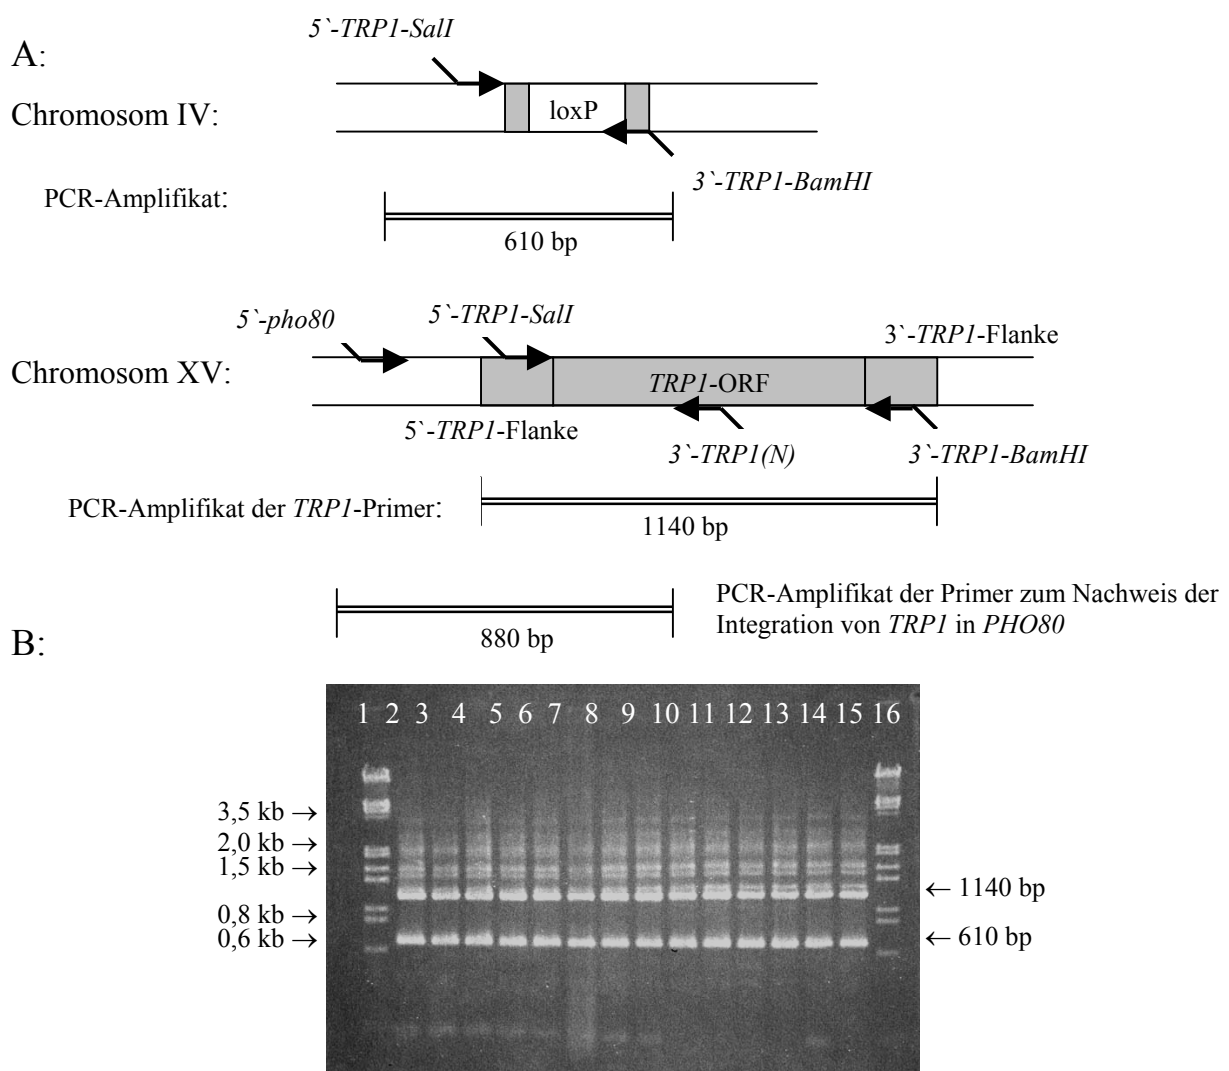 5`-TRP1-SalI
A:
Chromosom IV:
loxP
3`-TRP1-BamHI
PCR-Amplifikat:
610 bp
5`-pho80
5`-TRP1-SalI
3`-TRP1-Flanke
Chromosom XV:
TRP1-ORF
5`-TRP1-Flanke
3`-TRP1(N)
3`-TRP1-BamHI
PCR-Amplifikat der TRP1-Primer:
1140 bp
PCR-Amplifikat der Primer zum Nachweis der
Integration von TRP1 in PHO80
880 bp
B:
1 2 3 4 5 6 7 8 9 10 11 12 13 14 15 16
3,5 kb →
2,0 kb →
1,5 kb →
← 1140 bp
0,8 kb →
0,6 kb →
← 610 bp